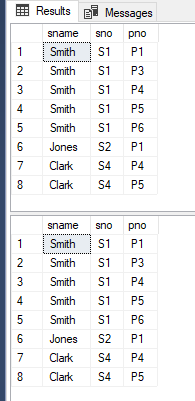 Results Messages
sname sno pno
1 Smith S1 P1
2 Smith S1 P3
3 Smith S1 P4
4 Smith S1 P5
5 Smith S1 P6
6 Jones S2 P1
7 Clark S4 P4
8 Clark S4 P5
sname sno pno
1 Smith S1 P1
2 Smith S1 P3
3 Smith S1 P4
4 Smith S1 P5
5 Smith S1 P6
6 Jones S2 P1
7 Clark S4 P4
8 Clark S4 P5